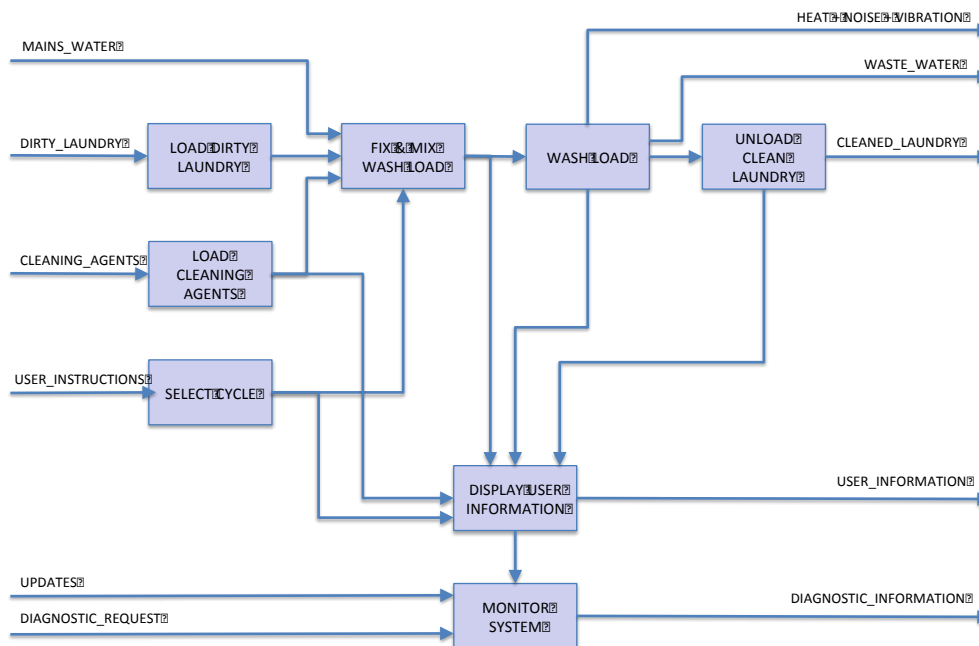 HEAT + NOISE + VIBRATION
MAINS_WATER
WASTE_WATER
DIRTY_LAUNDRY
LOAD DIRTY
LAUNDRY
FIX & MIX
WASH LOAD
WASH LOAD
UNLOAD
CLEAN
LAUNDRY
CLEANED_LAUNDRY
CLEANING_AGENTS
LOAD
CLEANING
AGENTS
USER_INSTRUCTIONS
SELECT CYCLE
DISPLAY USER
INFORMATION
USER_INFORMATION
UPDATES
DIAGNOSTIC_REQUEST
MONITOR
SYSTEM
DIAGNOSTIC_INFORMATION